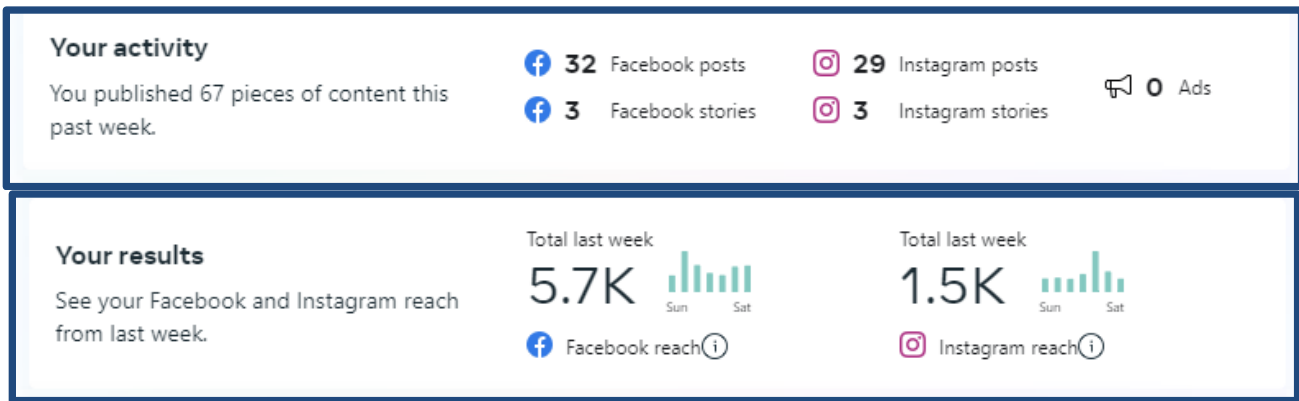 Your activity
You published 67 pieces of content this
past week.
32 Facebook posts
3 Facebook stories
29 Instagram posts
3 Instagram stories
0 Ads
Your results
See your Facebook and Instagram reach
from last week.
Total last week
5.7K
Sun Sat
Facebook reach
Total last week
1.5K
Sun Sat
Instagram reach